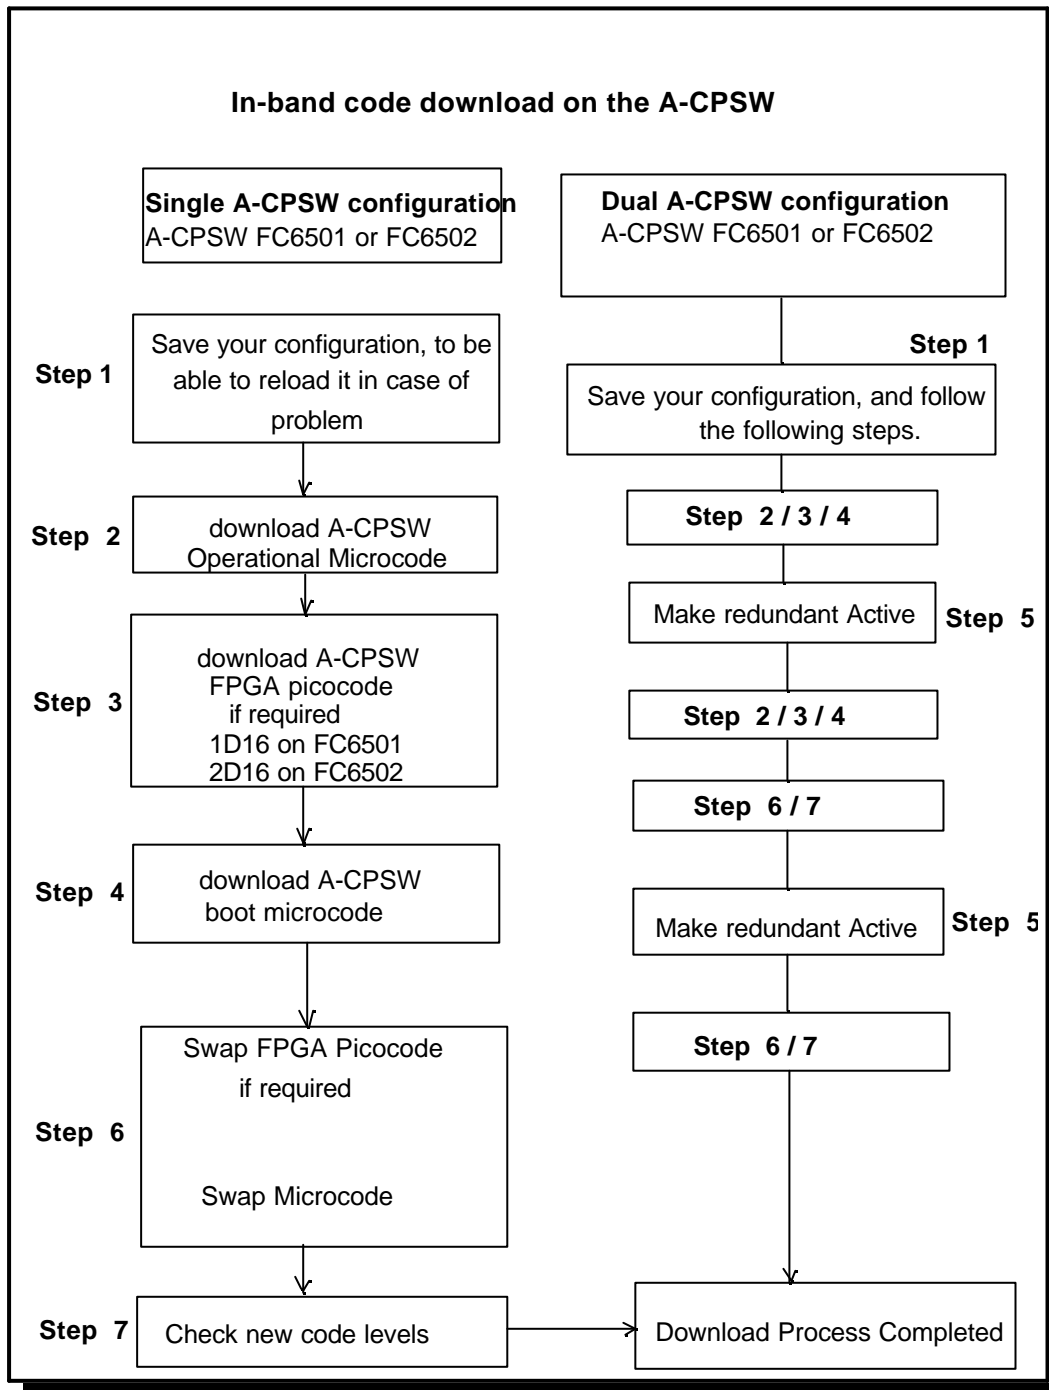 In-band code download on the A-CPSW
Single A-CPSW configuration
A-CPSW FC6501 or FC6502
Step 1
Save your configuration, to be
able to reload it in case of
problem
Step 2
download A-CPSW
Operational Microcode
Step 3
download A-CPSW
FPGA picocode
if required
1D16 on FC6501
2D16 on FC6502
Step 4
download A-CPSW
boot microcode
Step 6
Swap FPGA Picocode
if required
Swap Microcode
Step 7
Check new code levels
Dual A-CPSW configuration
A-CPSW FC6501 or FC6502
Step 1
Save your configuration, and follow
the following steps.
Step 2 / 3 / 4
Make redundant Active
Step 5
Step 2 / 3 / 4
Step 6 / 7
Make redundant Active
Step 5
Step 6 / 7
Download Process Completed